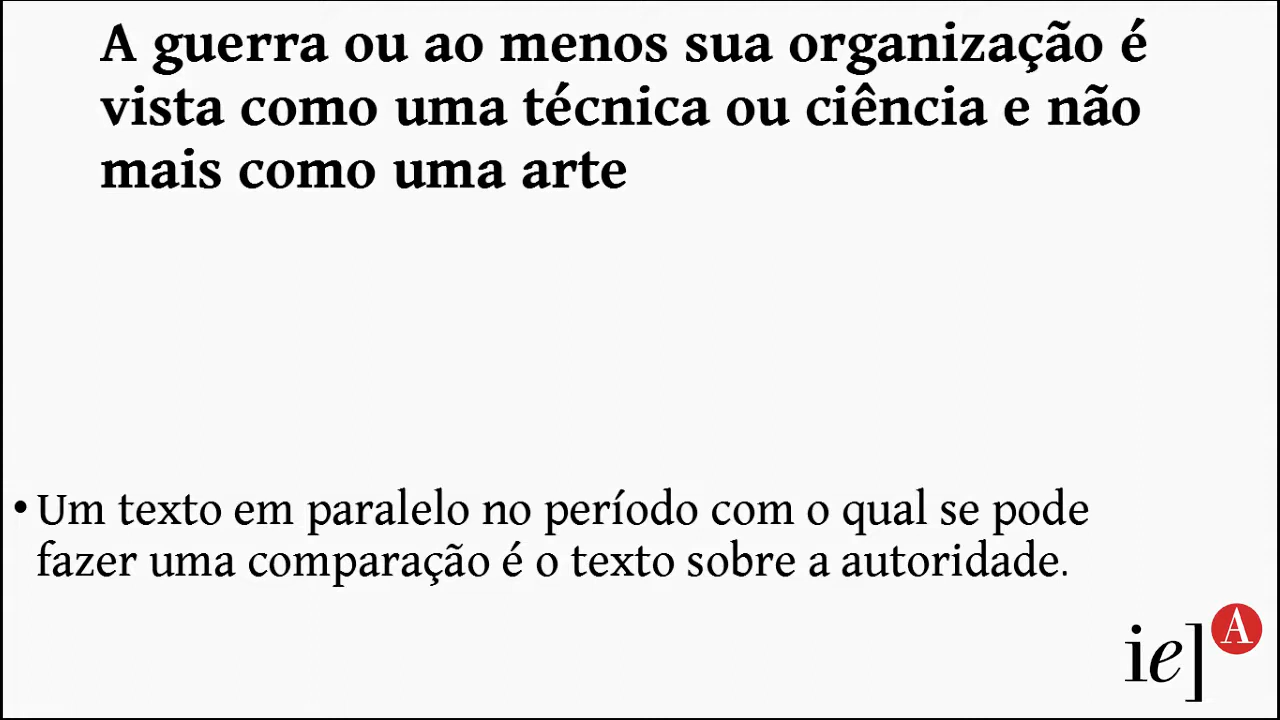 A guerra ou ao menos sua organização é
vista como uma técnica ou ciência e não
mais como uma arte
• Um texto em paralelo no período com o qual se pode
fazer uma comparação é o texto sobre a autoridade.
ie] A